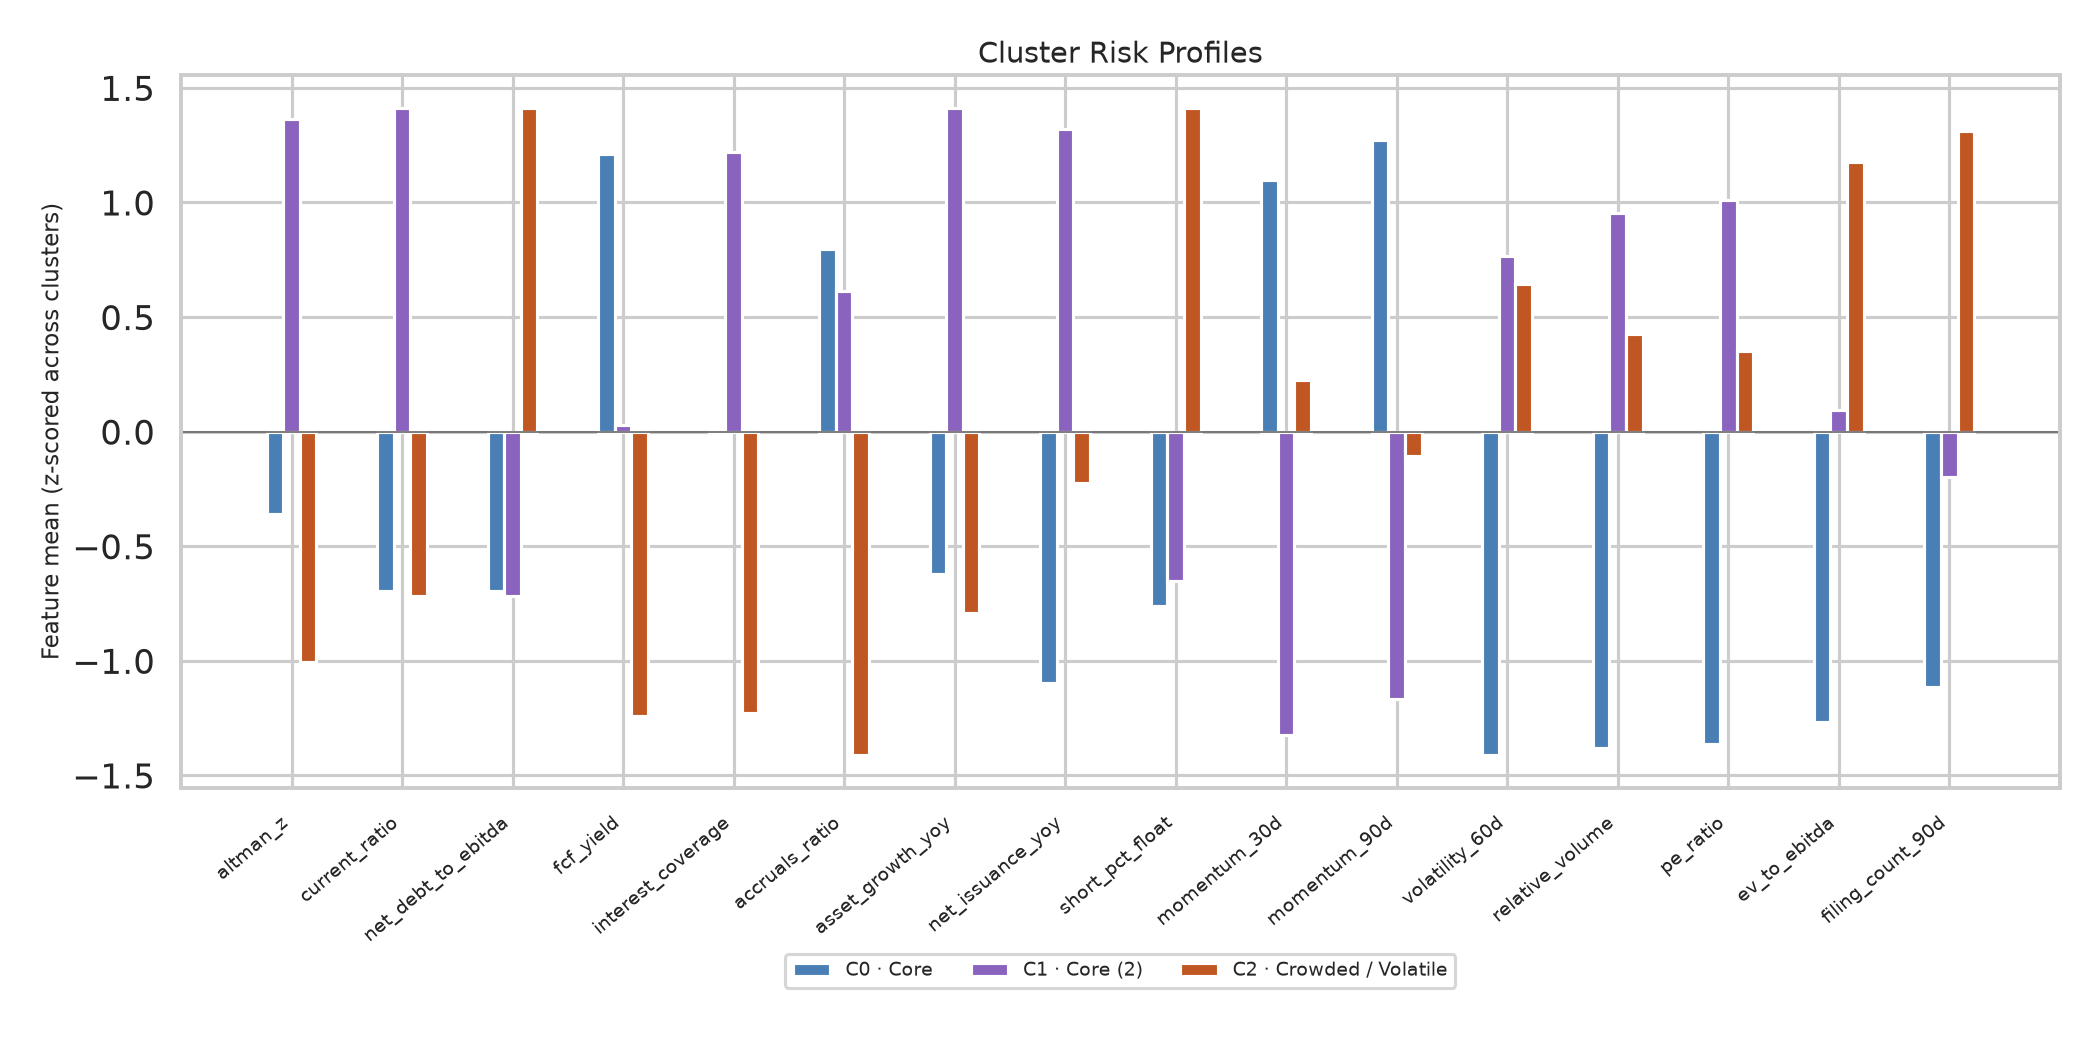 Cluster Risk Profiles
Feature mean (z-scored across clusters)
1.5
1.0
0.5
0.0
−0.5
−1.0
−1.5
altman_z
current_ratio
net_debt_to_ebitda
fcf_yield
interest_coverage
accruals_ratio
asset_growth_yoy
net_issuance_yoy
short_pct_float
momentum_30d
momentum_90d
volatility_60d
relative_volume
pe_ratio
ev_to_ebitda
filing_count_90d
C0 · Core
C1 · Core (2)
C2 · Crowded / Volatile